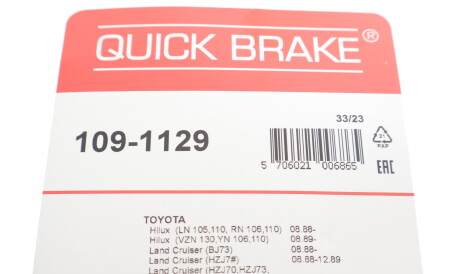 QUICK BRAKE®
33/23
109-1129
5 706021 006865
21
PAP
EAC
TOYOTA
Hilux (LN 105,110, RN 106,110) 08.88-
Hilux (VZN 130,YN 106,110) 08.89-
Land Cruiser (BJ73) 08.88-
Land Cruiser (HZJ7#) 08.88-12.89
Land Cruiser (HZJ70,HZJ73,